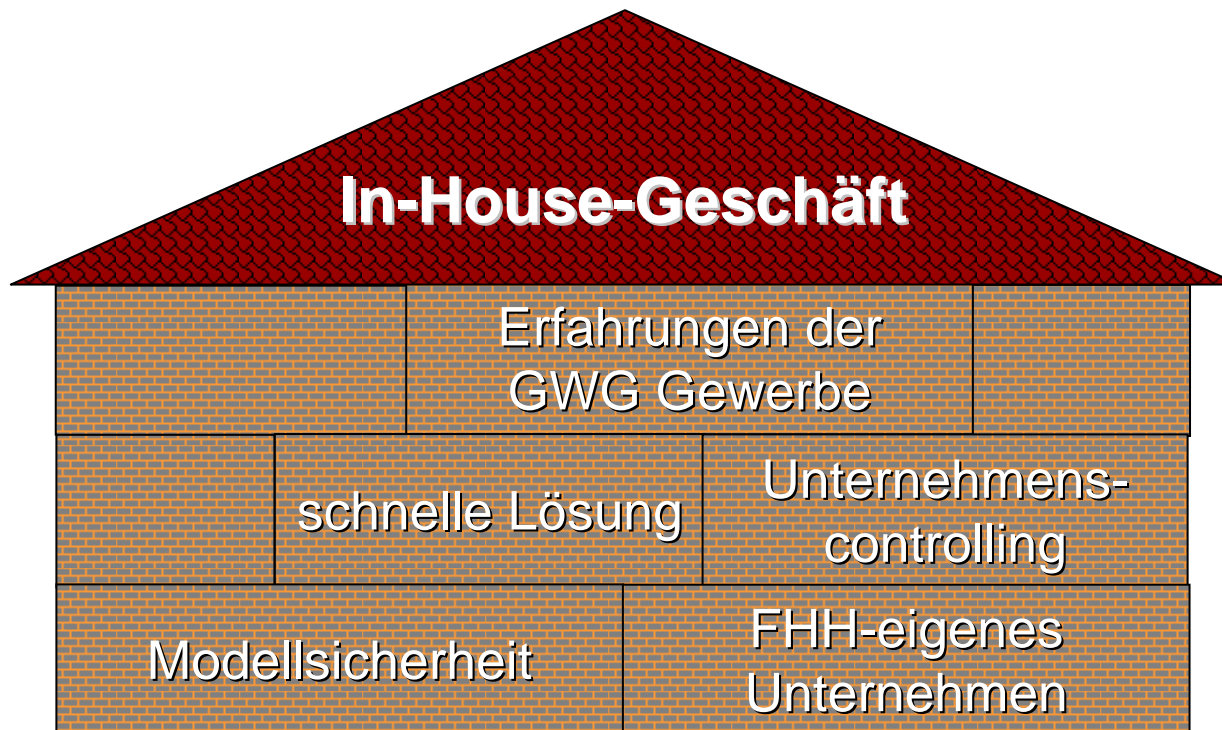 In-House-Geschäft
Erfahrungen der
GWG Gewerbe
schnelle Lösung
Unternehmens-
controlling
Modellsicherheit
FHH-eigenes
Unternehmen